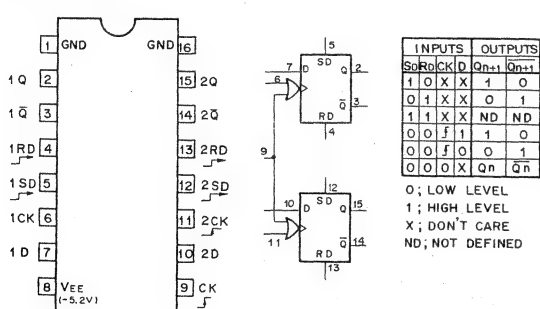 1 GND GND 16
1Q 2 15 2Q
1Q̅ 3 14 2Q̅
1RD 4 13 2RD
1SD 5 12 2SD
1CK 6 11 2CK
1D 7 10 2D
8 VEE 9 CK
(-5.2V)
5
SD
7 D Q 2
6
Q̅ 3
RD
4
9
12
SD
10 D Q 15
11
Q̅ 14
RD
13
INPUTS OUTPUTS
SD RD CK D Qn+1 Q̅n+1
1 0 X X 1 0
0 1 X X 0 1
1 1 X X ND ND
0 0 ∫ 1 1 0
0 0 ∫ 0 0 1
0 0 0 X Qn Q̅n
0; LOW LEVEL
1; HIGH LEVEL
X; DON'T CARE
ND; NOT DEFINED